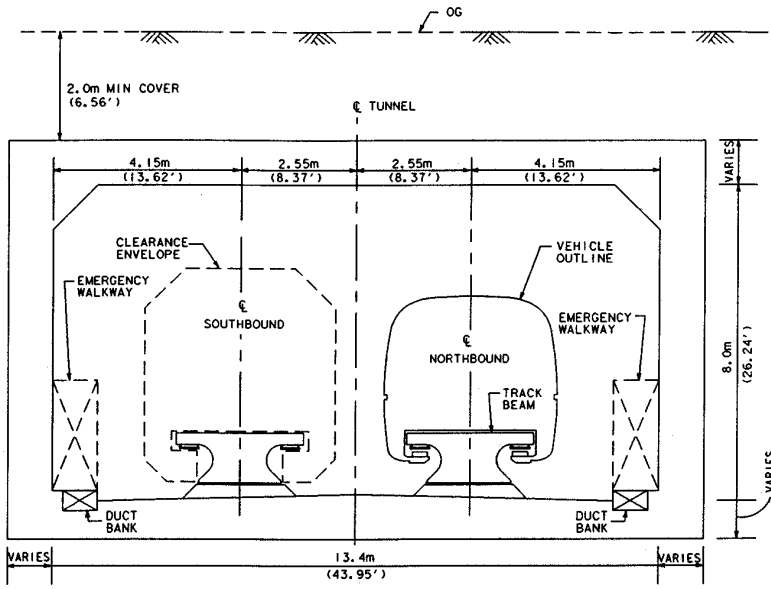 OG
2.0m MIN COVER
(6.56')
℄ TUNNEL
4.15m
(13.62')
2.55m
(8.37')
2.55m
(8.37')
4.15m
(13.62')
VARIES
CLEARANCE
ENVELOPE
VEHICLE
OUTLINE
EMERGENCY
WALKWAY
℄
SOUTHBOUND
℄
NORTHBOUND
EMERGENCY
WALKWAY
8.0m
(26.24')
TRACK
BEAM
DUCT
BANK
DUCT
BANK
VARIES
VARIES
13.4m
(43.95')
VARIES